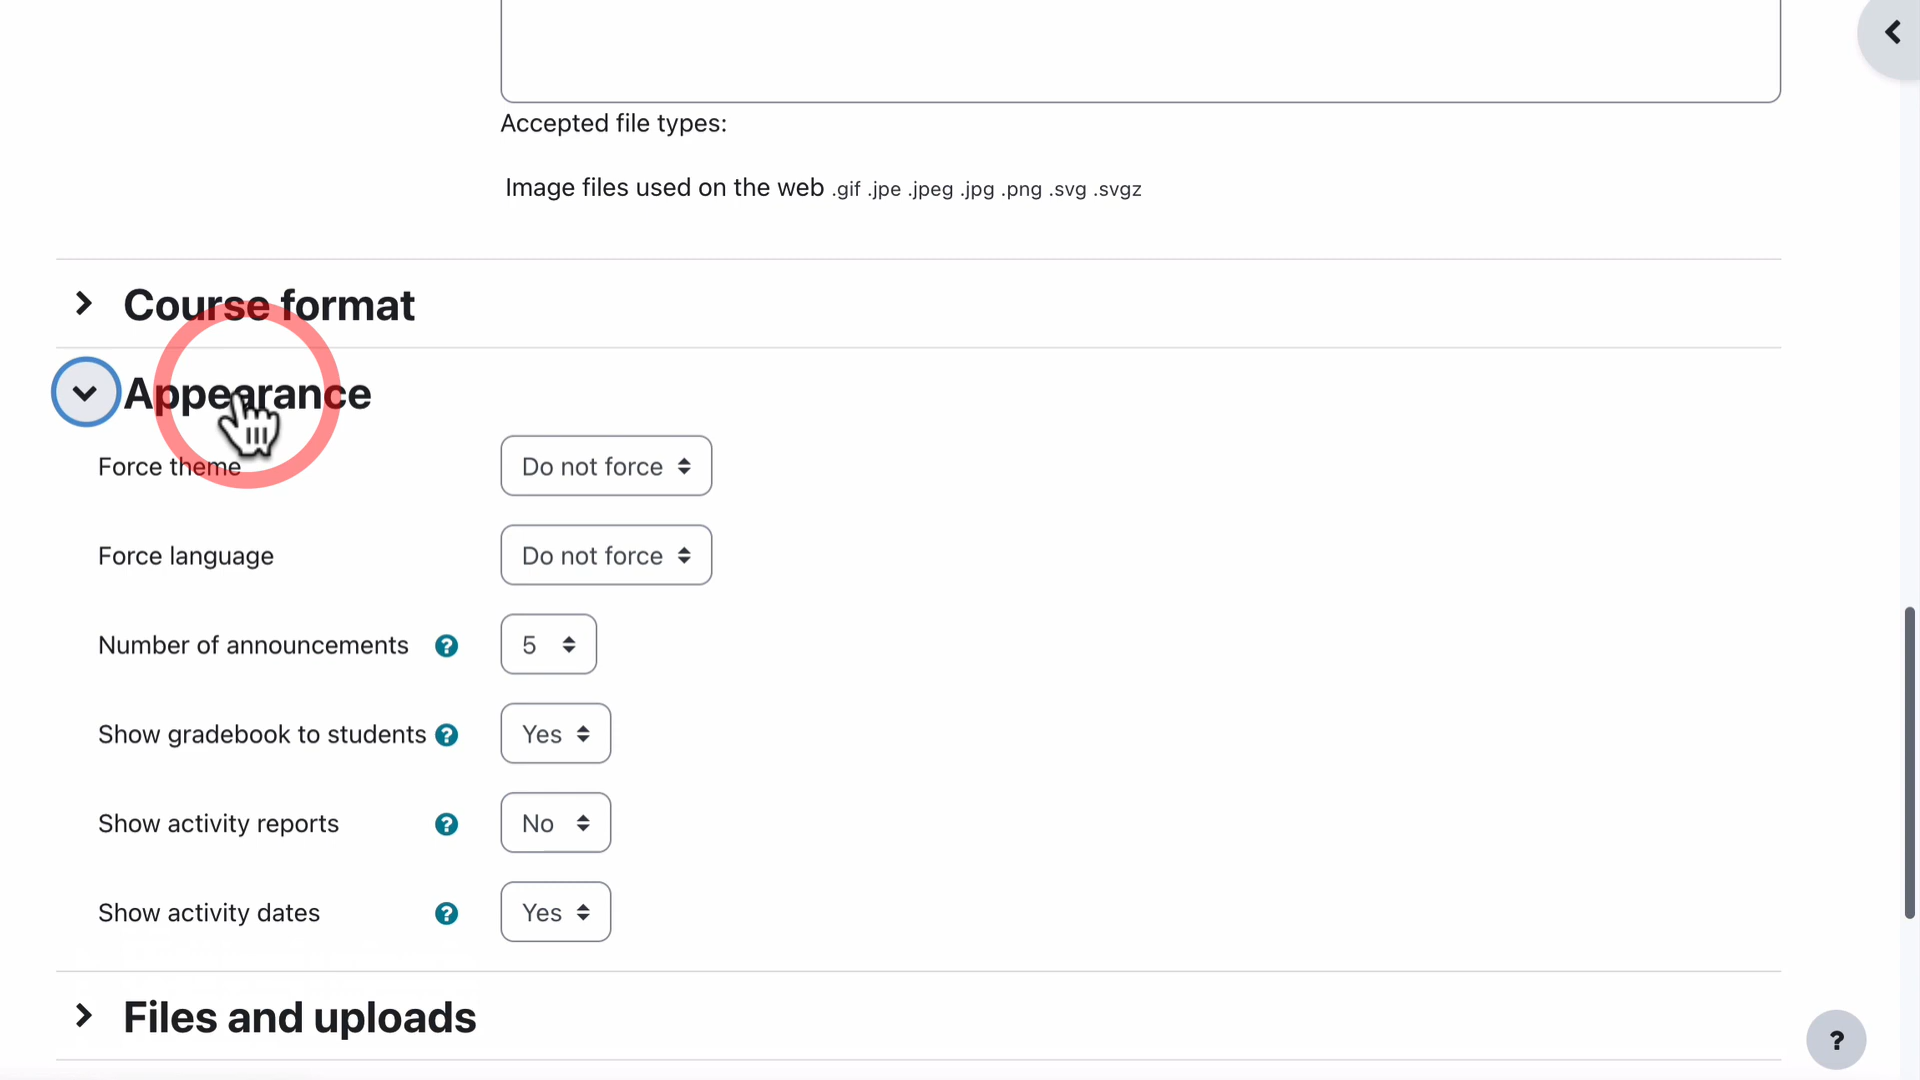 Accepted file types:
Image files used on the web .gif .jpe .jpeg .jpg .png .svg .svgz
Course format
Appearance
Force theme Do not force
Force language Do not force
Number of announcements ? 5
Show gradebook to students ? Yes
Show activity reports ? No
Show activity dates ? Yes
Files and uploads
?